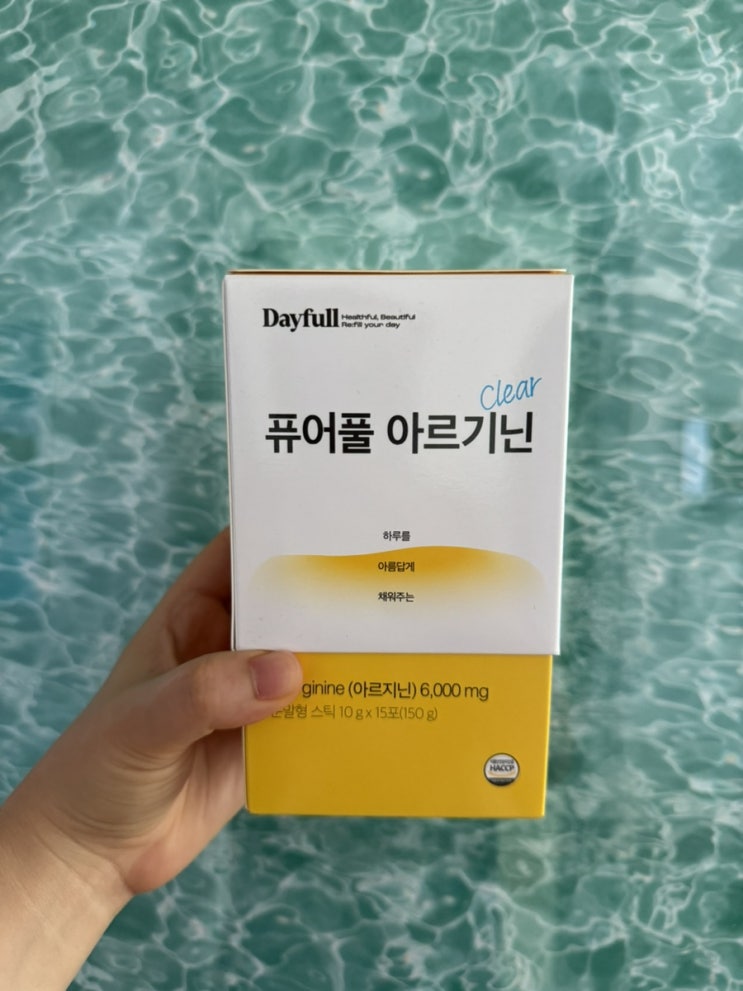 Dayfull
Healthful, Beautiful
Re:fill your day
Clear
퓨어풀 아르기닌
하루를
아름답게
채워주는
ginine (아르지닌) 6,000 mg
말형 스틱 10 g x 15포(150 g)
HACCP